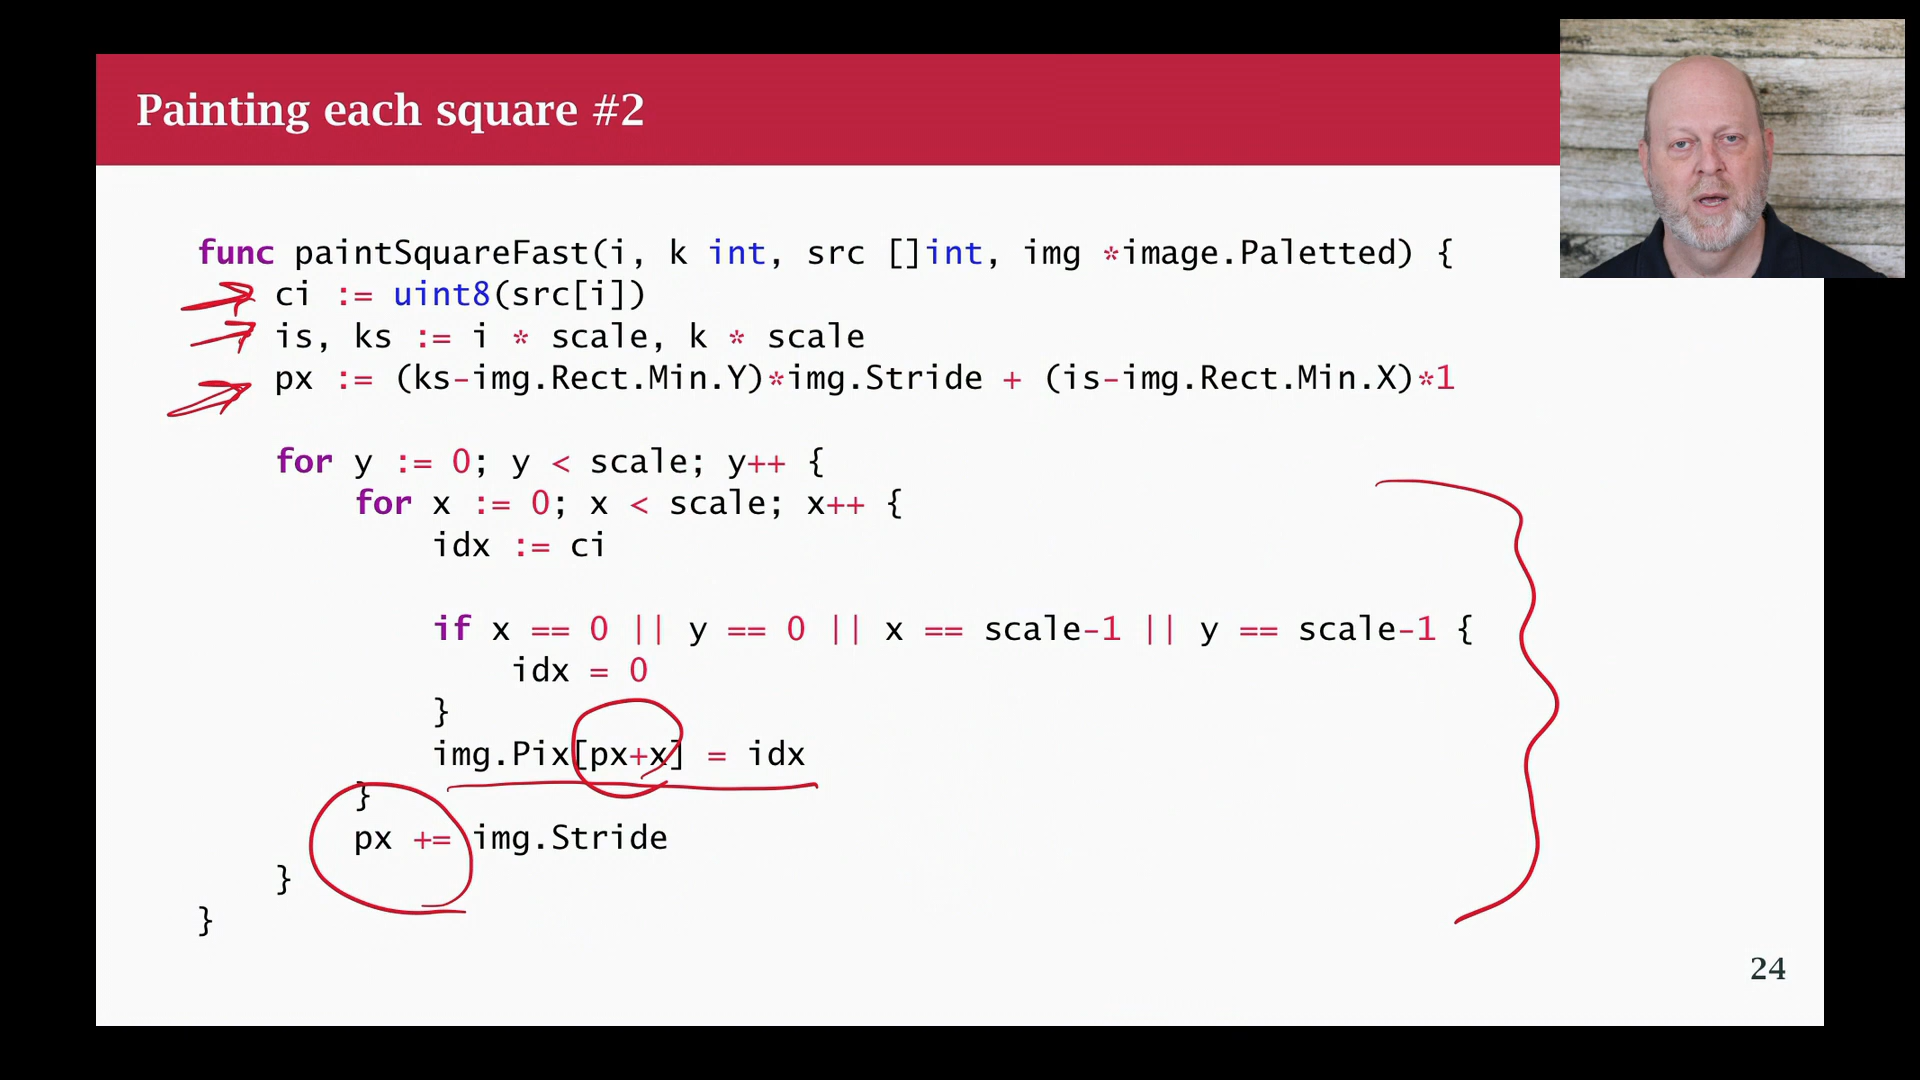 Painting each square #2
func paintSquareFast(i, k int, src []int, img *image.Paletted) {
ci := uint8(src[i])
is, ks := i * scale, k * scale
px := (ks-img.Rect.Min.Y)*img.Stride + (is-img.Rect.Min.X)*1
for y := 0; y < scale; y++ {
for x := 0; x < scale; x++ {
idx := ci
if x == 0 || y == 0 || x == scale-1 || y == scale-1 {
idx = 0
}
img.Pix[px+x] = idx
}
px += img.Stride
}
}
24